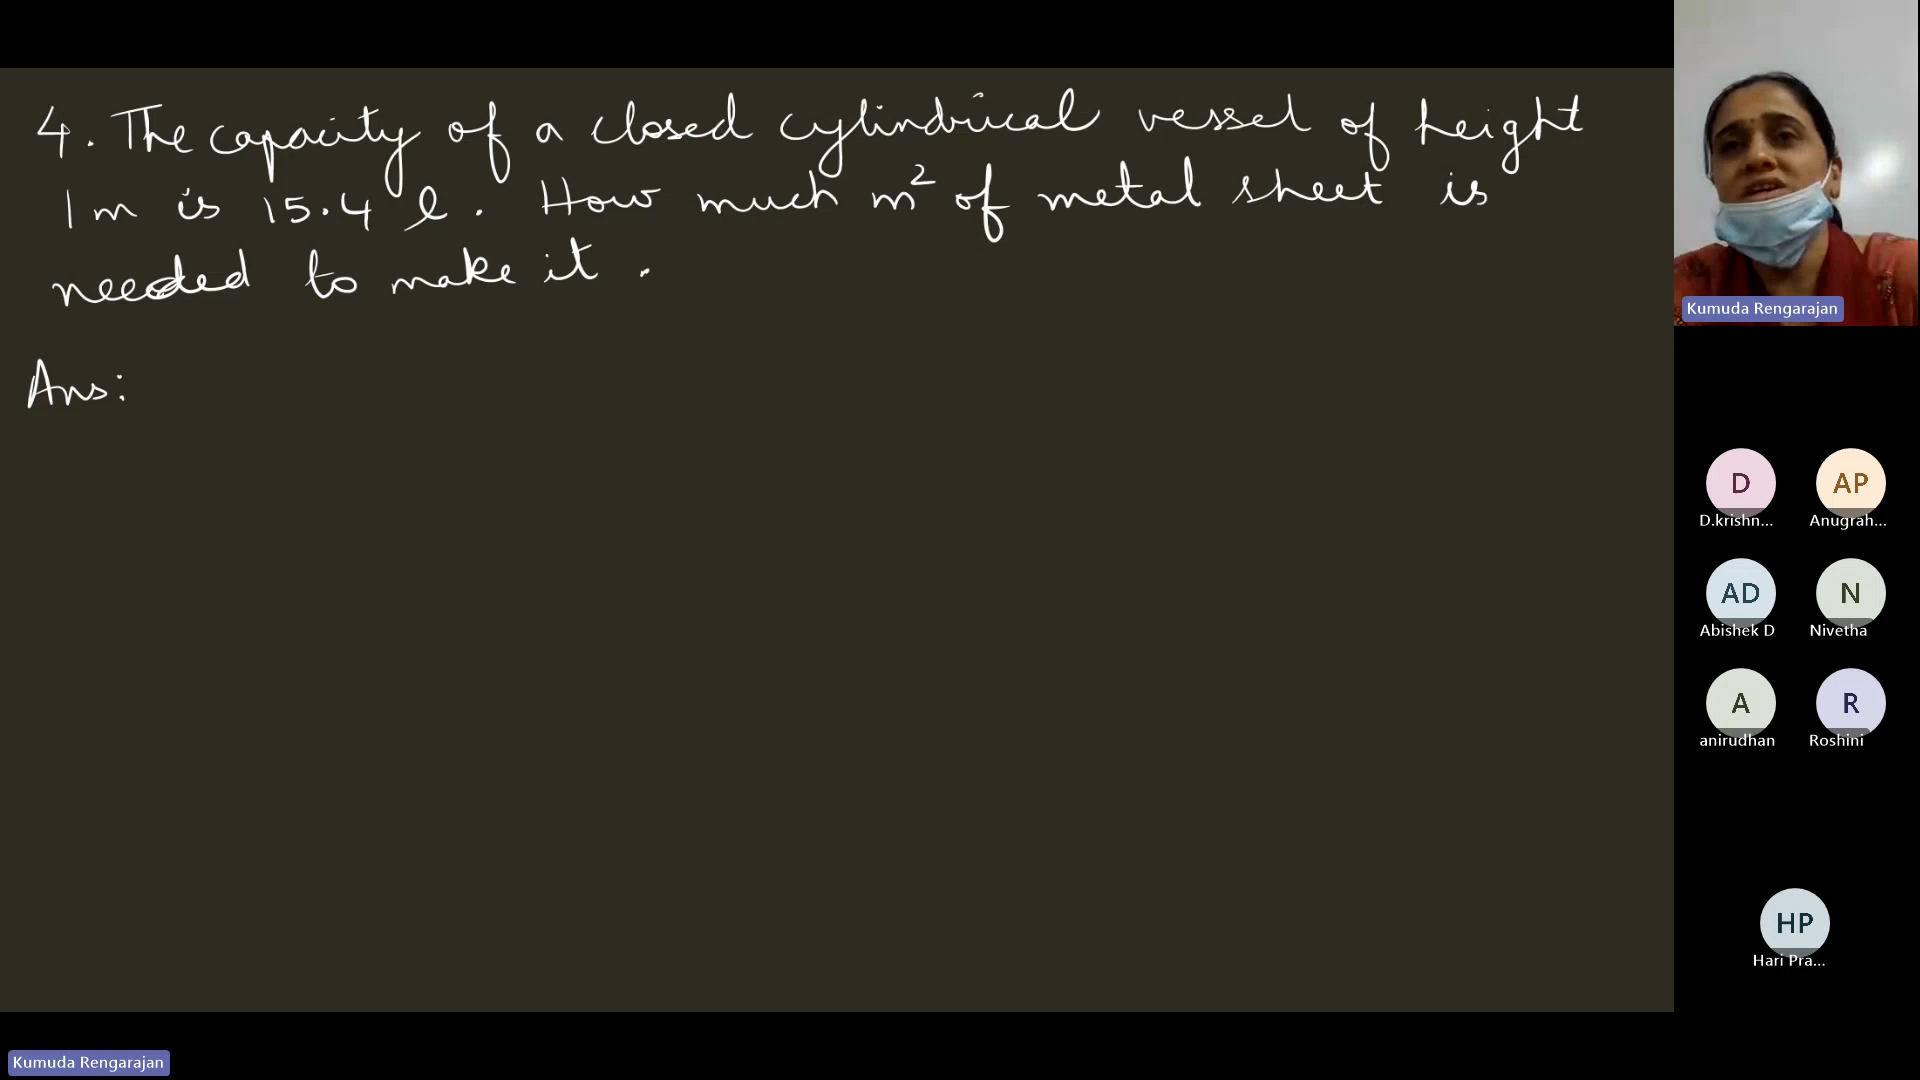 4. The capacity of a closed cylindrical vessel of height
1 m is 15.4 l. How much m² of metal sheet is
needed to make it.
Ans:
Kumuda Rengarajan
D
AP
D.krishn...
Anugrah...
AD
N
Abishek D
Nivetha
A
R
anirudhan
Roshini
HP
Hari Pra...
Kumuda Rengarajan